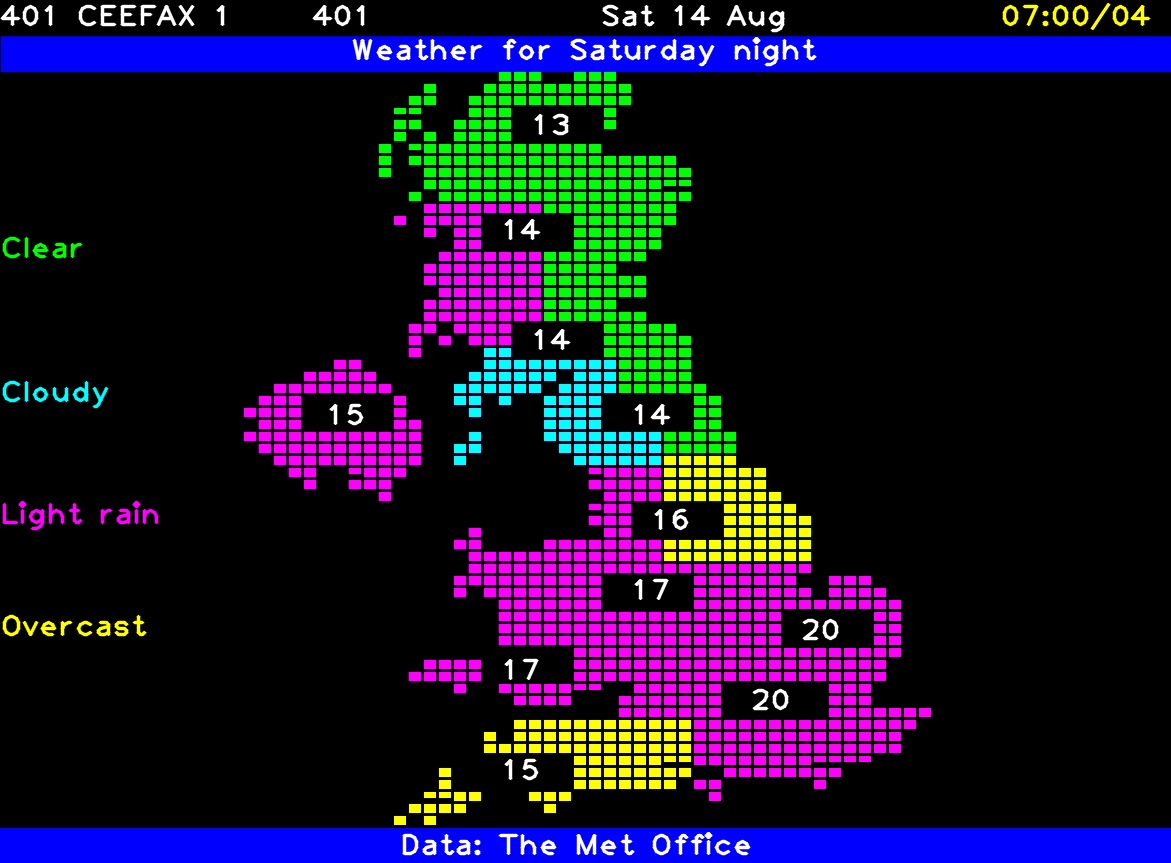 401 CEEFAX 1 401 Sat 14 Aug 07:00/04
Weather for Saturday night
13
14
Clear
14
Cloudy
15 14
Light rain
16
17
Overcast
20
17
20
15
Data: The Met Office